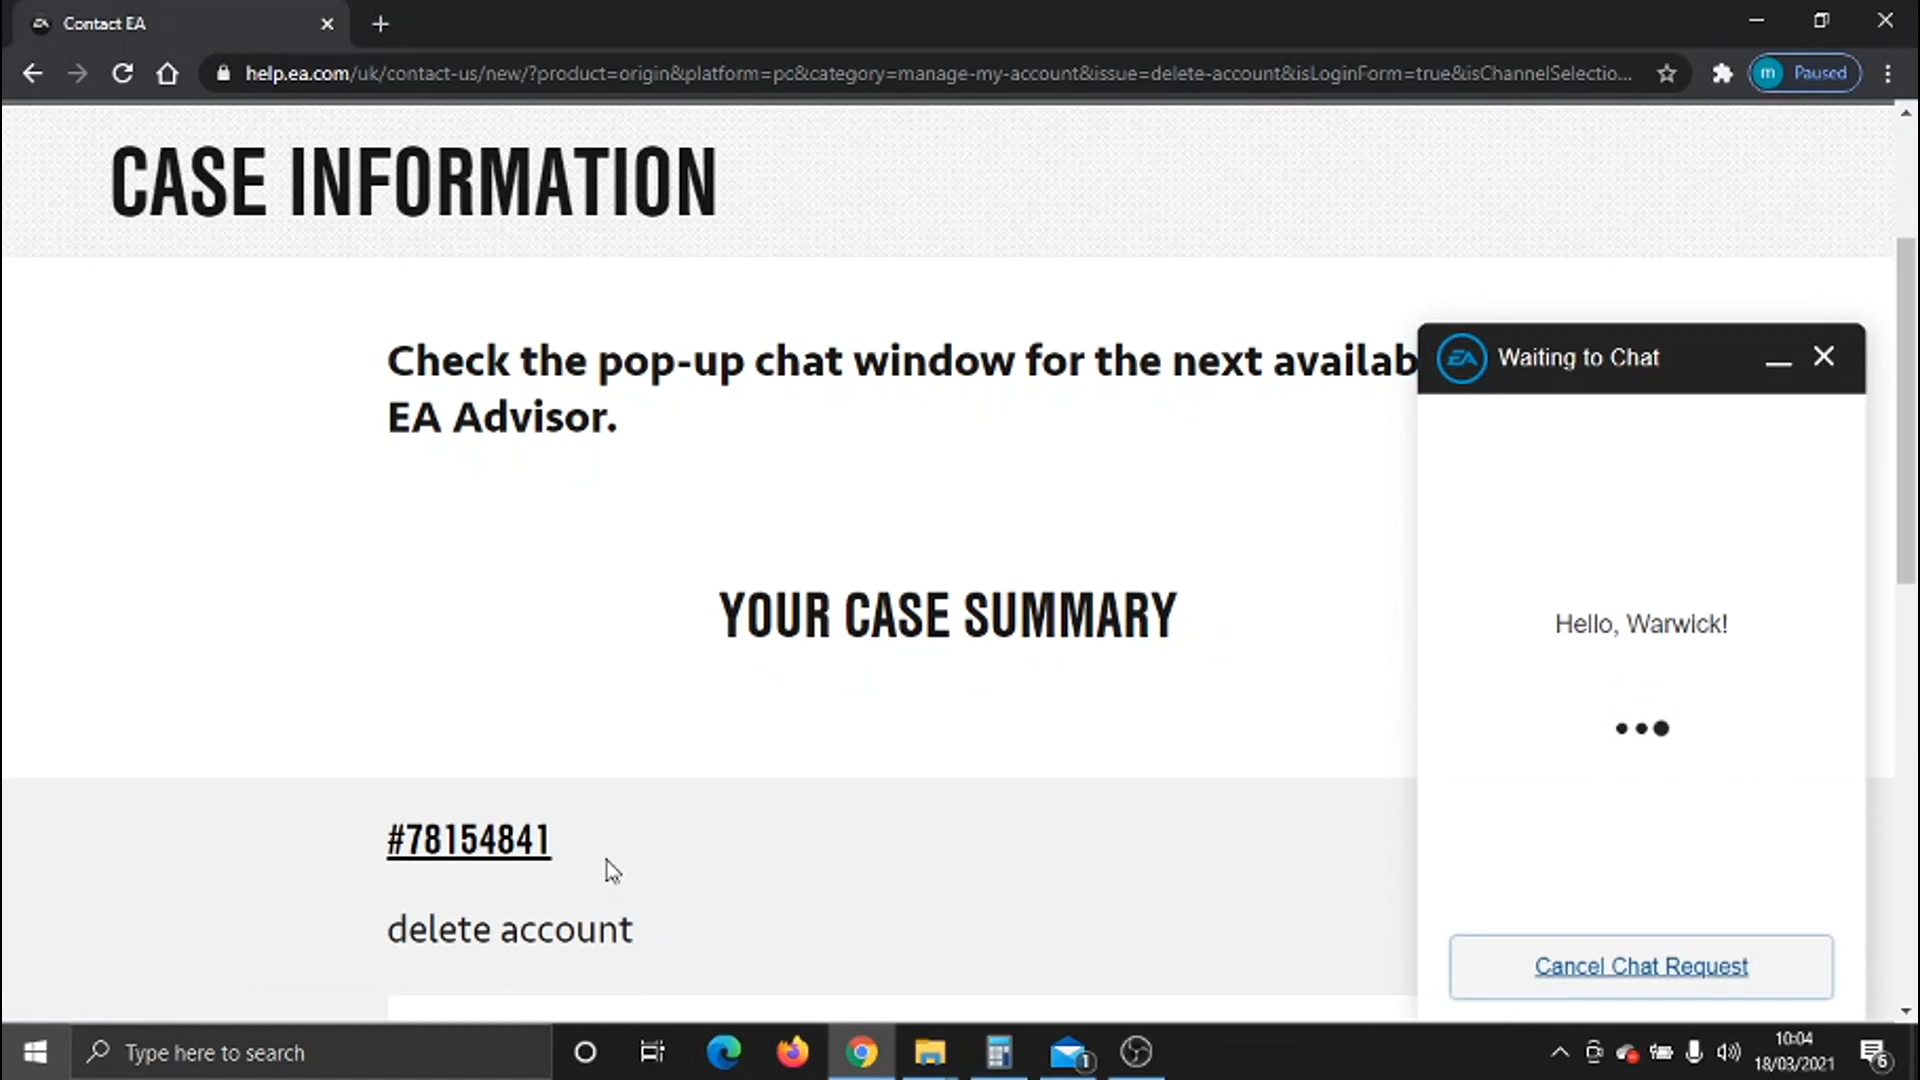 Contact EA
help.ea.com/uk/contact-us/new/?product=origin&platform=pc&category=manage-my-account&issue=delete-account&isLoginForm=true&isChannelSelectio...
m Paused
CASE INFORMATION
Check the pop-up chat window for the next availab
EA Advisor.
EA Waiting to Chat
Hello, Warwick!
YOUR CASE SUMMARY
#78154841
delete account
Cancel Chat Request
Type here to search
1
10:04
18/03/2021
6